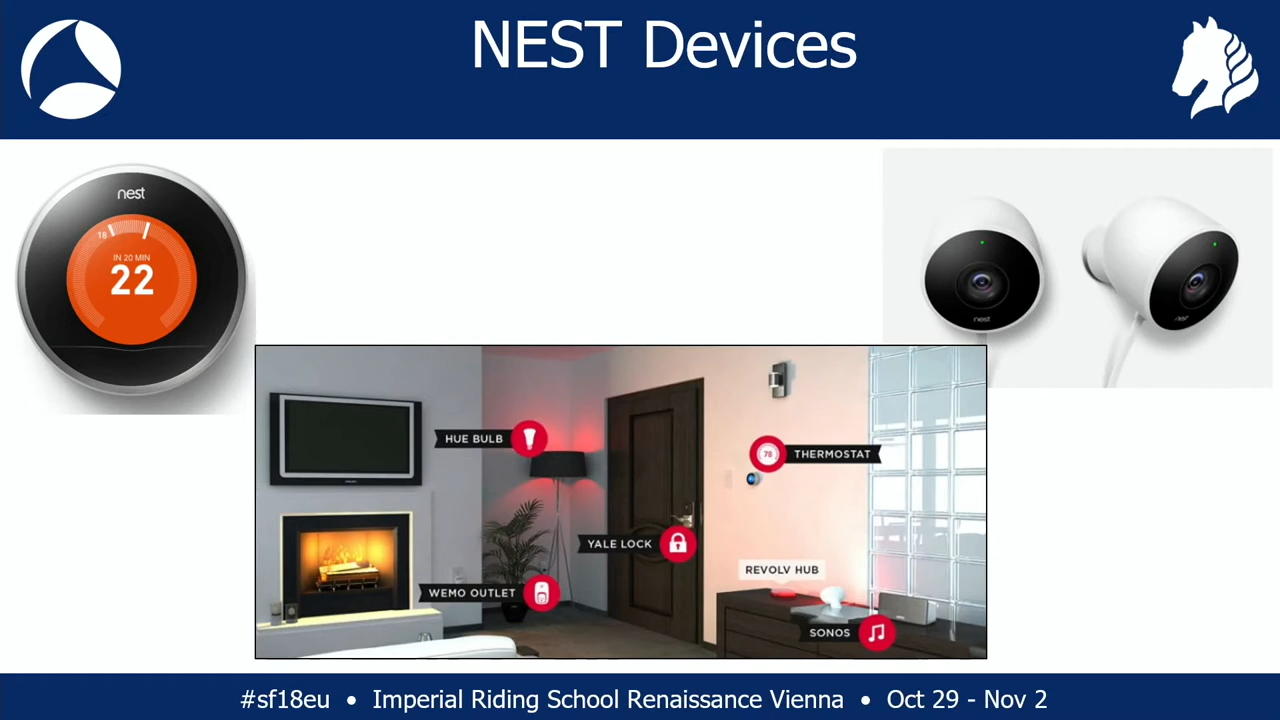 NEST Devices
nest
18
IN 20 MIN
22
nest
nest
HUE BULB
78
THERMOSTAT
YALE LOCK
REVOLV HUB
WEMO OUTLET
SONOS
#sf18eu • Imperial Riding School Renaissance Vienna • Oct 29 - Nov 2